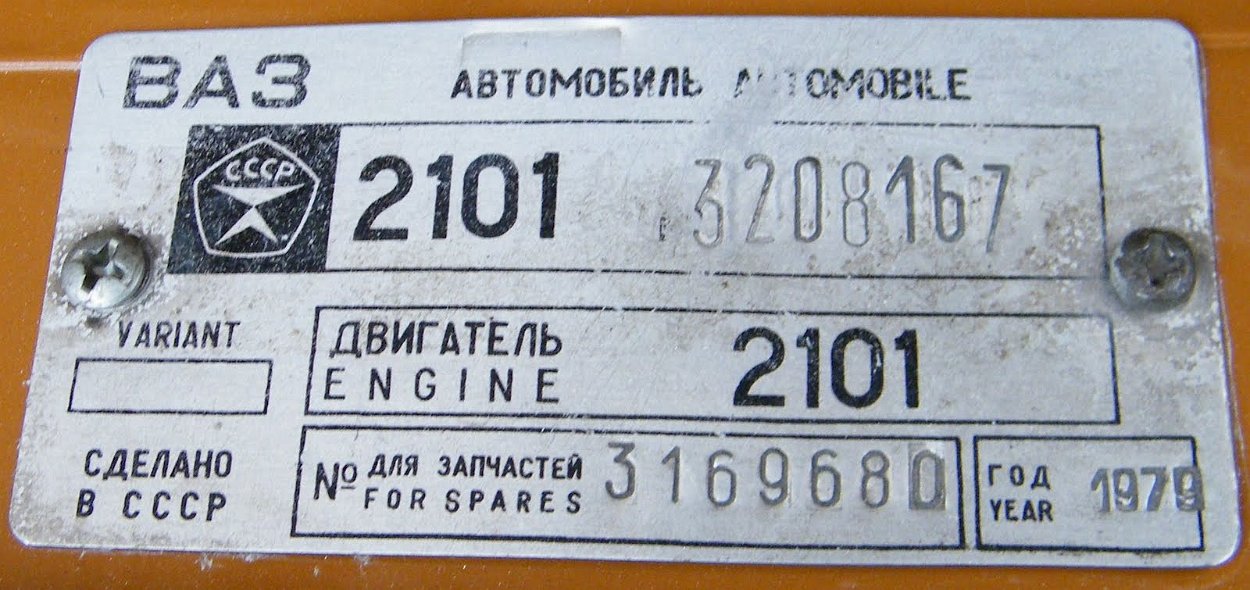 ВАЗ
АВТОМОБИЛЬ AUTOMOBILE
СССР
2101 3208167
VARIANT
ДВИГАТЕЛЬ
ENGINE
2101
СДЕЛАНО
В СССР
№ ДЛЯ ЗАПЧАСТЕЙ
FOR SPARES
3169680
ГОД
YEAR
1979